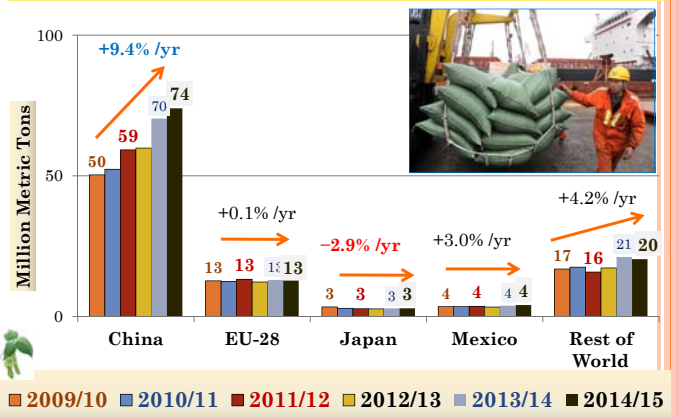 Million Metric Tons
100
50
0
+9.4% /yr
50
59
70
74
+0.1% /yr
13
13
13
13
−2.9% /yr
3
3
3
3
+3.0% /yr
4
4
4
4
+4.2% /yr
17
16
21
20
China
EU-28
Japan
Mexico
Rest of
World
2009/10 2010/11 2011/12 2012/13 2013/14 2014/15